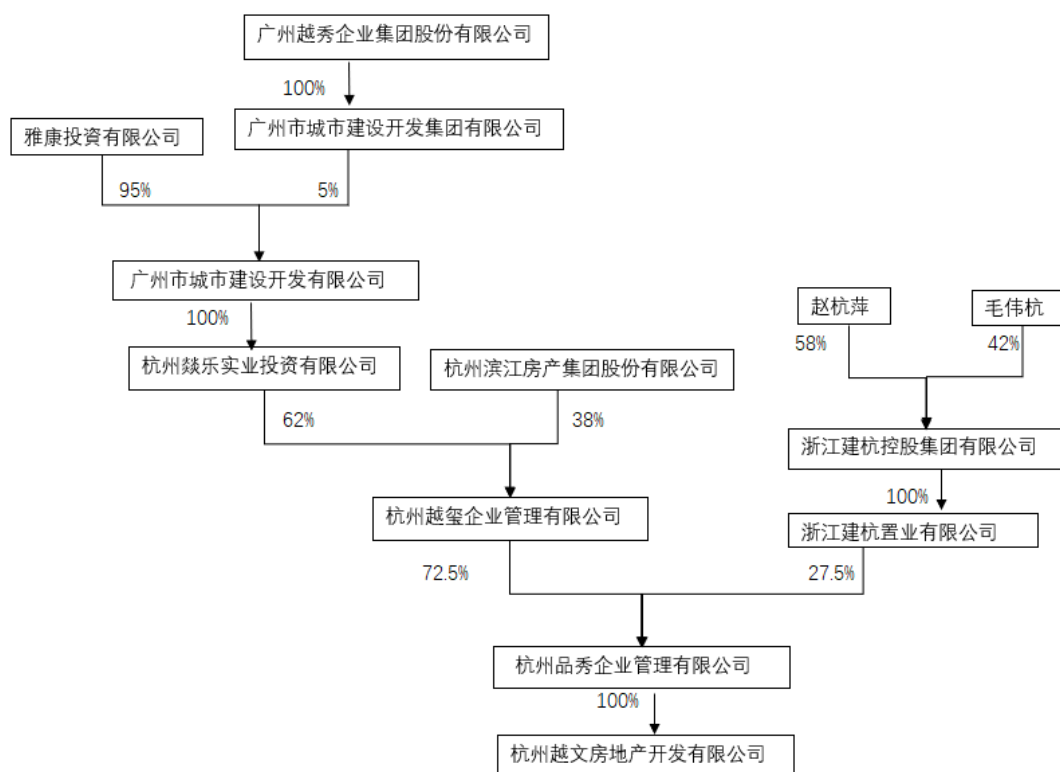 广州越秀企业集团股份有限公司
100%
雅康投資有限公司
广州市城市建设开发集团有限公司
95%
5%
广州市城市建设开发有限公司
100%
赵杭萍
毛伟杭
58%
42%
杭州燚乐实业投资有限公司
杭州滨江房产集团股份有限公司
62%
38%
浙江建杭控股集团有限公司
100%
杭州越玺企业管理有限公司
浙江建杭置业有限公司
72.5%
27.5%
杭州品秀企业管理有限公司
100%
杭州越文房地产开发有限公司